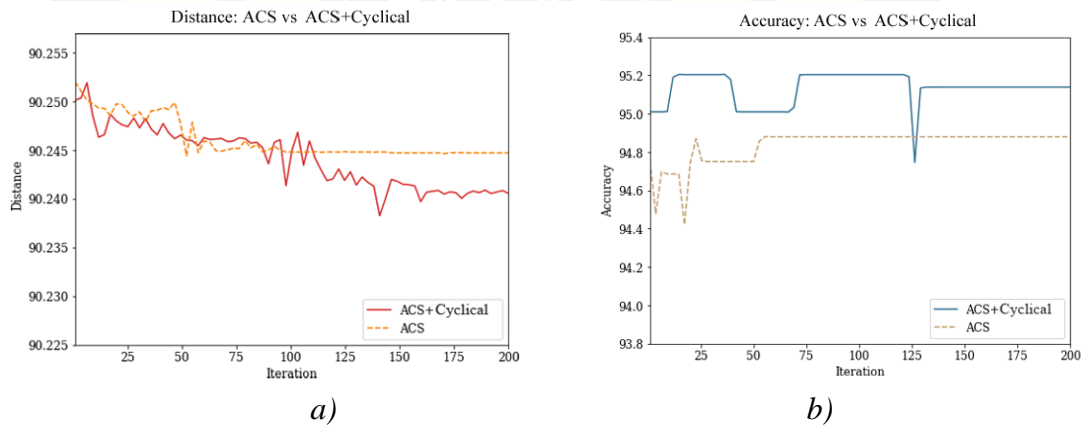 Distance: ACS vs ACS+Cyclical
90.255
90.250
90.245
90.240
90.235
90.230
90.225
Distance
25 50 75 100 125 150 175 200
Iteration
ACS+Cyclical
ACS
a)
Accuracy: ACS vs ACS+Cyclical
95.4
95.2
95.0
94.8
94.6
94.4
94.2
94.0
93.8
Accuracy
25 50 75 100 125 150 175 200
Iteration
ACS+Cyclical
ACS
b)